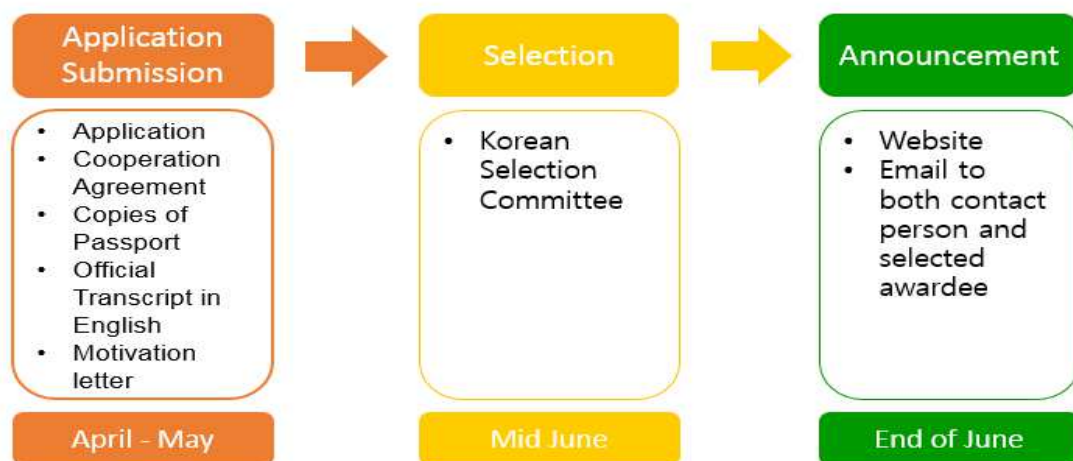 Application
Submission
Selection
Announcement
• Application
• Cooperation
Agreement
• Copies of
Passport
• Official
Transcript in
English
• Motivation
letter
• Korean
Selection
Committee
• Website
• Email to
both contact
person and
selected
awardee
April - May
Mid June
End of June